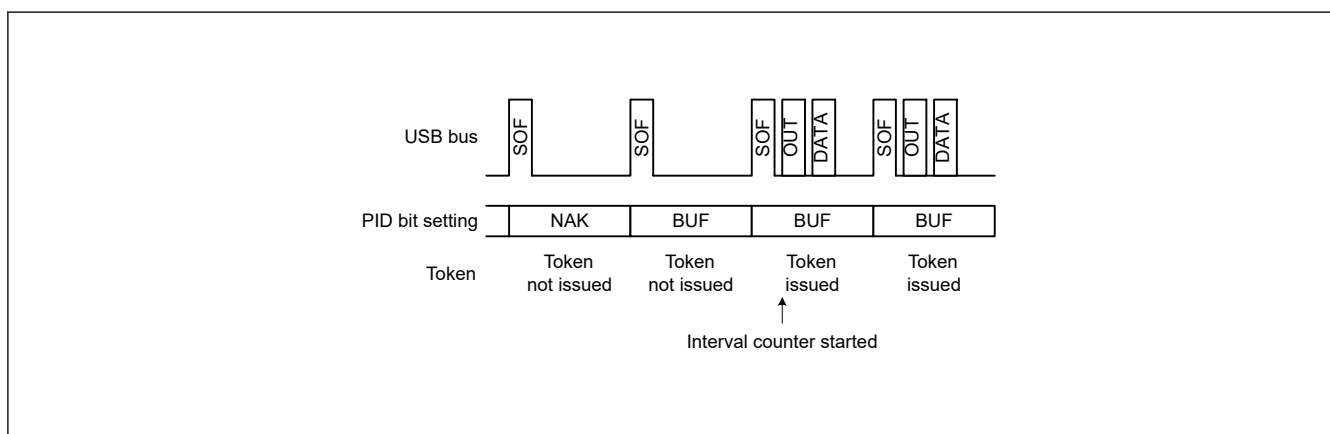 USB bus SOF SOF SOF OUT DATA SOF OUT DATA
PID bit setting NAK BUF BUF BUF
Token Token Token Token Token
not issued not issued issued issued
Interval counter started